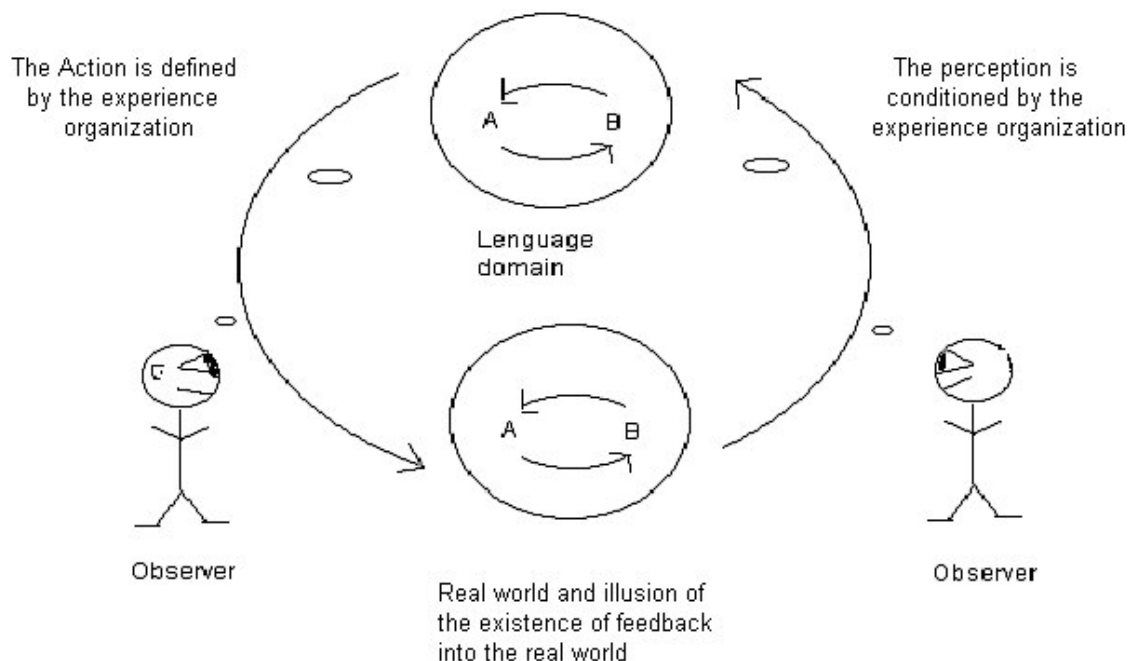 The Action is defined
by the experience
organization
A
B
The perception is
conditioned by the
experience organization
Lenguage
domain
A
B
Observer
Observer
Real world and illusion of
the existence of feedback
into the real world